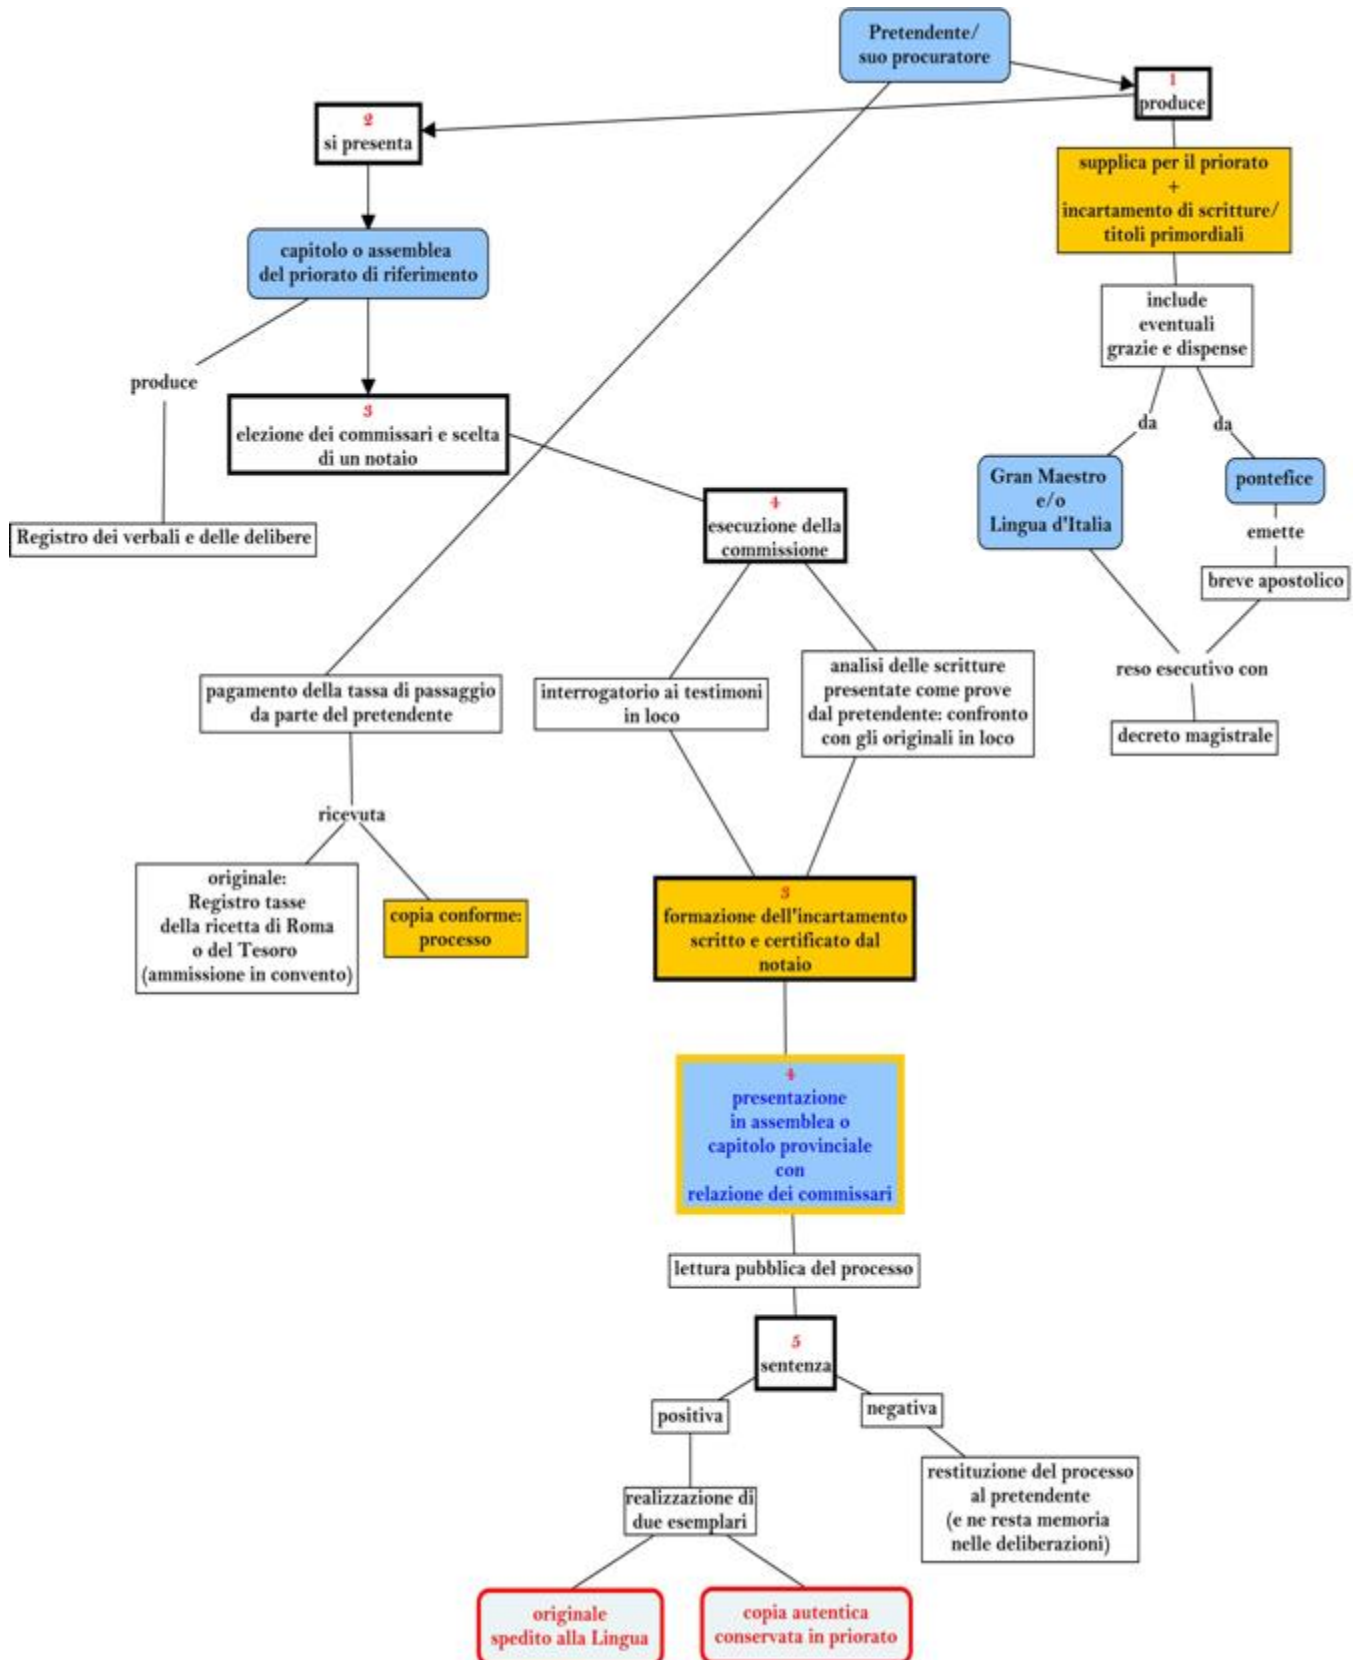 Pretendente/
suo procuratore
1
produce
2
si presenta
supplica per il priorato
+
incartamento di scritture/
titoli primordiali
capitolo o assemblea
del priorato di riferimento
include
eventuali
grazie e dispense
produce
3
elezione dei commissari e scelta
di un notaio
da
da
Gran Maestro
e/o
Lingua d'Italia
pontefice
4
esecuzione della
commissione
Registro dei verbali e delle delibere
emette
breve apostolico
pagamento della tassa di passaggio
da parte del pretendente
interrogatorio ai testimoni
in loco
analisi delle scritture
presentate come prove
dal pretendente: confronto
con gli originali in loco
reso esecutivo con
decreto magistrale
ricevuta
originale:
Registro tasse
della ricetta di Roma
o del Tesoro
(ammissione in convento)
copia conforme:
processo
3
formazione dell'incartamento
scritto e certificato dal
notaio
4
presentazione
in assemblea o
capitolo provinciale
con
relazione dei commissari
lettura pubblica del processo
5
sentenza
positiva
negativa
realizzazione di
due esemplari
restituzione del processo
al pretendente
(e ne resta memoria
nelle deliberazioni)
originale
spedito alla Lingua
copia autentica
conservata in priorato